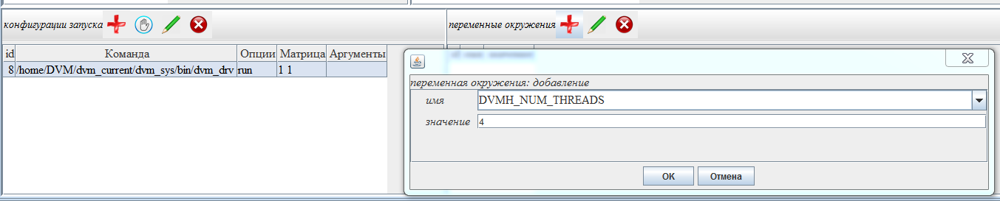 конфигурации запуска
id Команда Опции Матрица Аргументы
8 /home/DVM/dvm_current/dvm_sys/bin/dvm_drv run 1 1
переменные окружения
переменная окружения: добавление
имя DVMH_NUM_THREADS
значение 4
OK Отмена